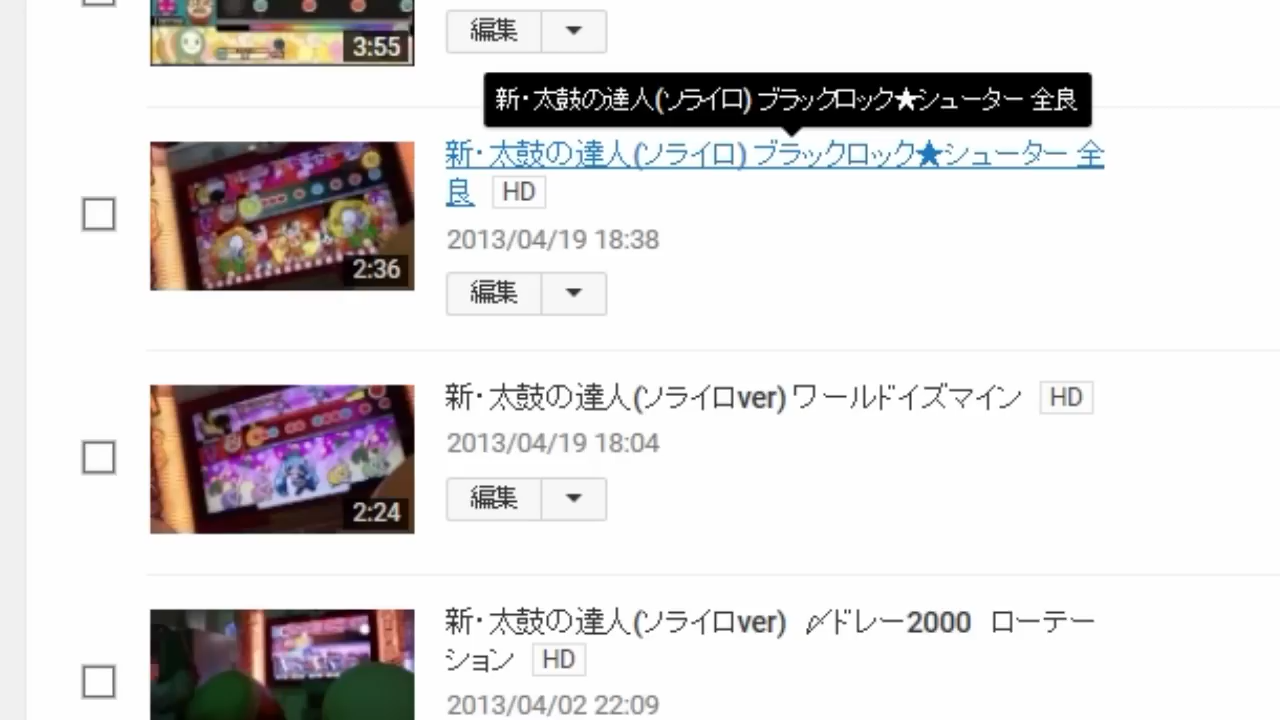 3:55
編集
新・太鼓の達人(ソライロ) ブラックロック★シューター 全良
新・太鼓の達人(ソライロ) ブラックロック★シューター 全
良 HD
2013/04/19 18:38
2:36
編集
新・太鼓の達人(ソライロver) ワールドイズマイン HD
2013/04/19 18:04
編集
2:24
新・太鼓の達人(ソライロver) 〆ドレー2000 ローテー
ション HD
2013/04/02 22:09